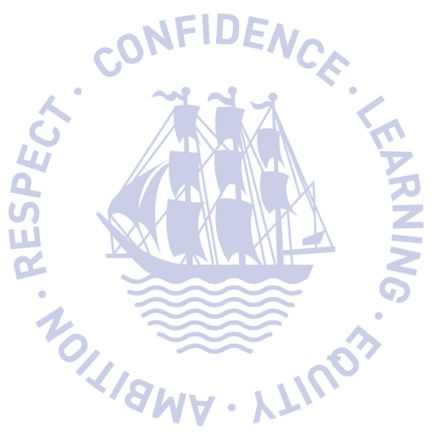 CONFIDENCE · LEARNING · EQUITY · AMBITION · RESPECT ·